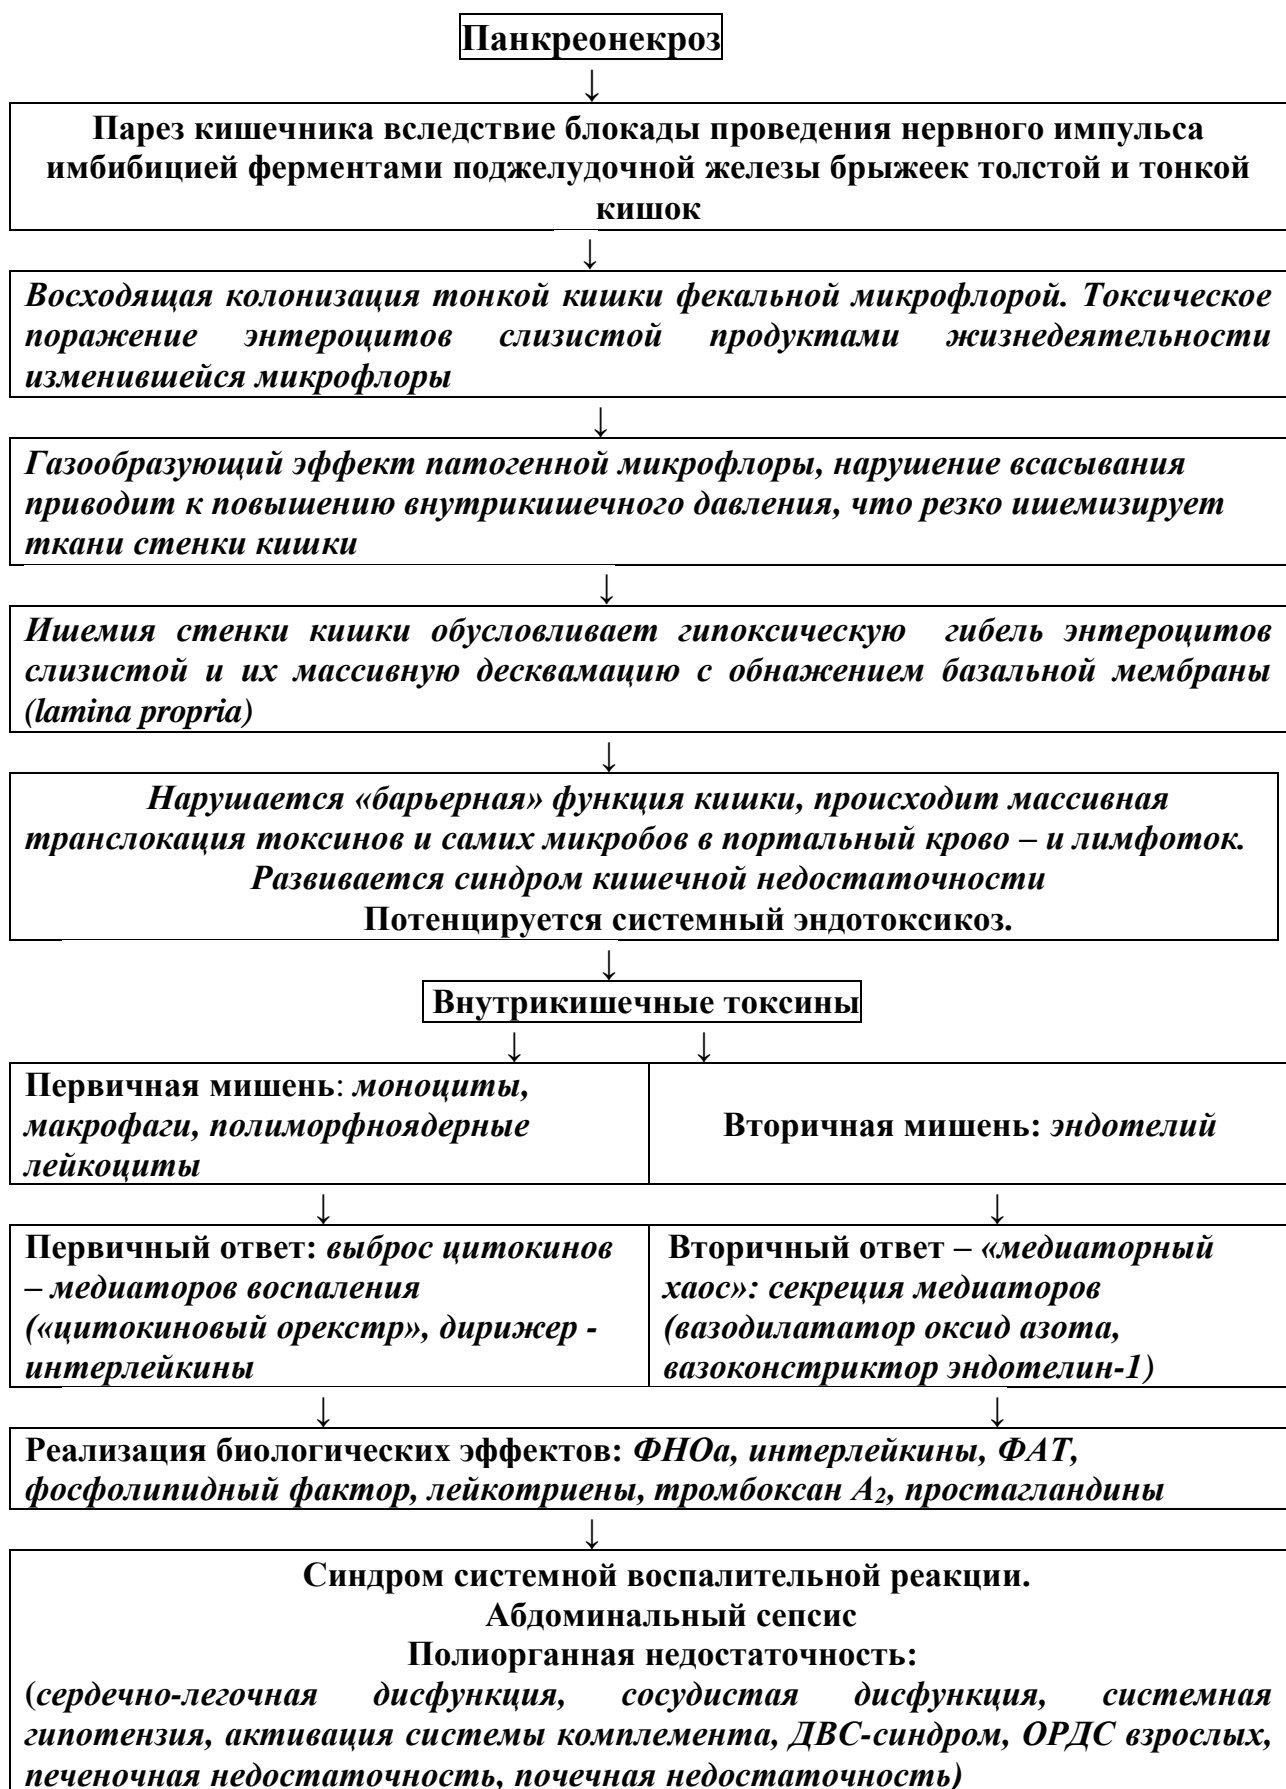 Панкреонекроз
↓
Парез кишечника вследствие блокады проведения нервного импульса
имбибицией ферментами поджелудочной железы брыжеек толстой и тонкой
кишок
↓
Восходящая колонизация тонкой кишки фекальной микрофлорой. Токсическое
поражение энтероцитов слизистой продуктами жизнедеятельности
изменившейся микрофлоры
↓
Газообразующий эффект патогенной микрофлоры, нарушение всасывания
приводит к повышению внутрикишечного давления, что резко ишемизирует
ткани стенки кишки
↓
Ишемия стенки кишки обусловливает гипоксическую гибель энтероцитов
слизистой и их массивную десквамацию с обнажением базальной мембраны
(lamina propria)
↓
Нарушается «барьерная» функция кишки, происходит массивная
транслокация токсинов и самих микробов в портальный крово – и лимфоток.
Развивается синдром кишечной недостаточности
Потенцируется системный эндотоксикоз.
↓
Внутрикишечные токсины
↓ ↓
Первичная мишень: моноциты,
макрофаги, полиморфноядерные
лейкоциты
Вторичная мишень: эндотелий
↓ ↓
Первичный ответ: выброс цитокинов
– медиаторов воспаления
(«цитокиновый орекстр», дирижер -
интерлейкины
Вторичный ответ – «медиаторный
хаос»: секреция медиаторов
(вазодилататор оксид азота,
вазоконстриктор эндотелин-1)
↓ ↓
Реализация биологических эффектов: ФНОа, интерлейкины, ФАТ,
фосфолипидный фактор, лейкотриены, тромбоксан А₂, простагландины
↓
Синдром системной воспалительной реакции.
Абдоминальный сепсис
Полиорганная недостаточность:
(сердечно-легочная дисфункция, сосудистая дисфункция, системная
гипотензия, активация системы комплемента, ДВС-синдром, ОРДС взрослых,
печеночная недостаточность, почечная недостаточность)